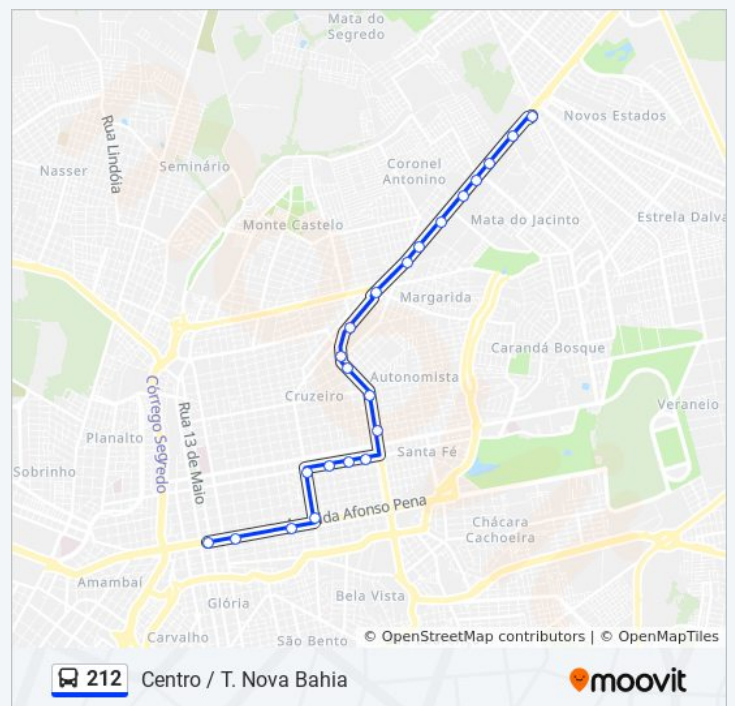 Mata do
Segredo
Novos Estados
Rua Lindóia
Nasser
Seminário
Coronel
Antonino
Monte Castelo
Mata do Jacinto
Estrela Dalva
Margarida
Carandá Bosque
Autonomista
Cruzeiro
Córrego Segredo
Rua 13 de Maio
Veraneio
Planalto
Santa Fé
Sobrinho
da Afonso Pena
Chácara
Cachoeira
Amambaí
Glória
Bela Vista
Carvalho
São Bento
© OpenStreetMap contributors | © OpenMapTiles
212 Centro / T. Nova Bahia
moovit